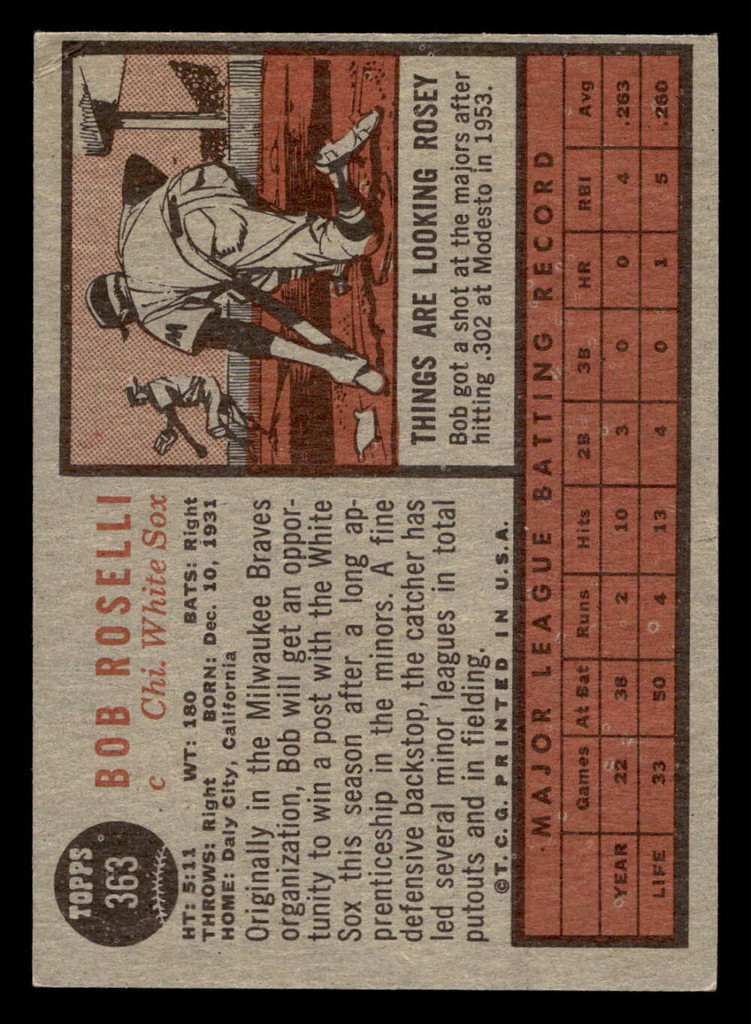 TOPPS
363
BOB ROSELLI
c Chi. White Sox
HT: 5:11 WT: 180 BATS: Right
THROWS: Right BORN: Dec. 10, 1931
HOME: Daly City, California
Originally in the Milwaukee Braves
organization, Bob will get an oppor-
tunity to win a post with the White
Sox this season after a long ap-
prenticeship in the minors. A fine
defensive backstop, the catcher has
led several minor leagues in total
putouts and in fielding.
©T.C.G. PRINTED IN U.S.A.
M
THINGS ARE LOOKING ROSEY
Bob got a shot at the majors after
hitting .302 at Modesto in 1953.
MAJOR LEAGUE BATTING RECORD
Games At Bat Runs Hits 2B 3B HR RBI Avg
YEAR 22 38 2 10 3 0 0 4 .263
LIFE 33 50 4 13 4 0 1 5 .260